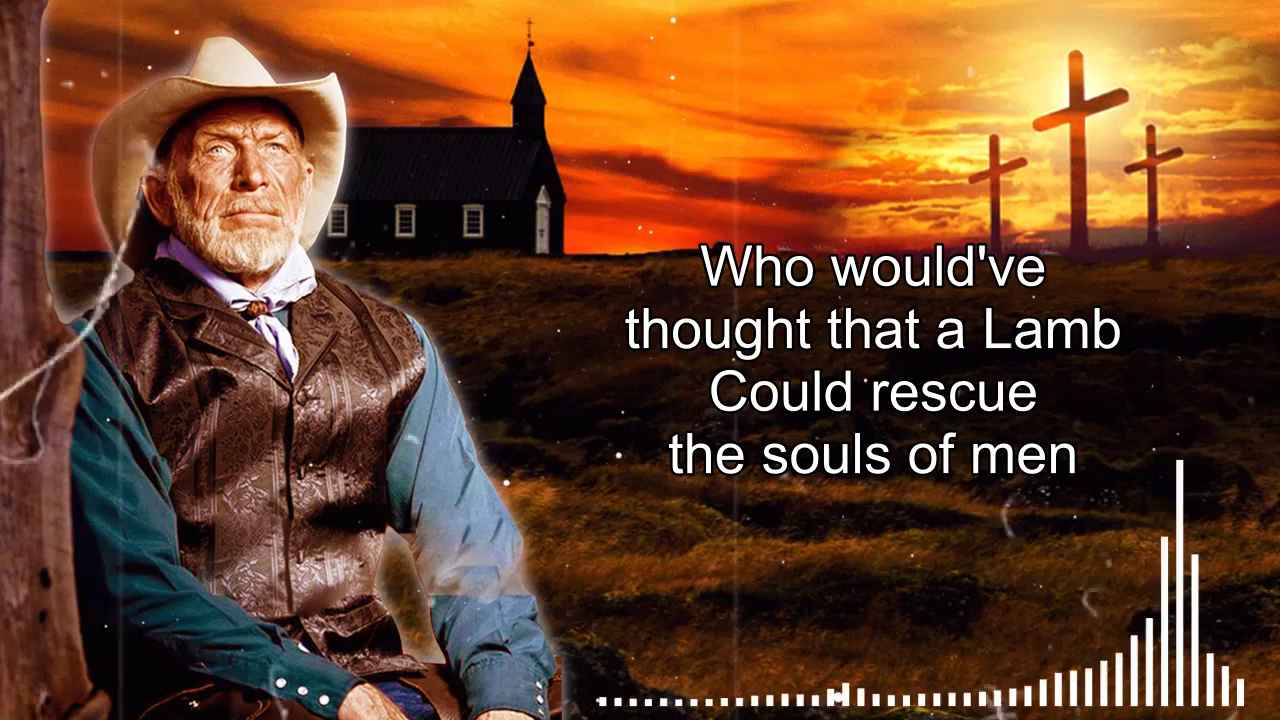 Who would've
thought that a Lamb
Could rescue
the souls of men